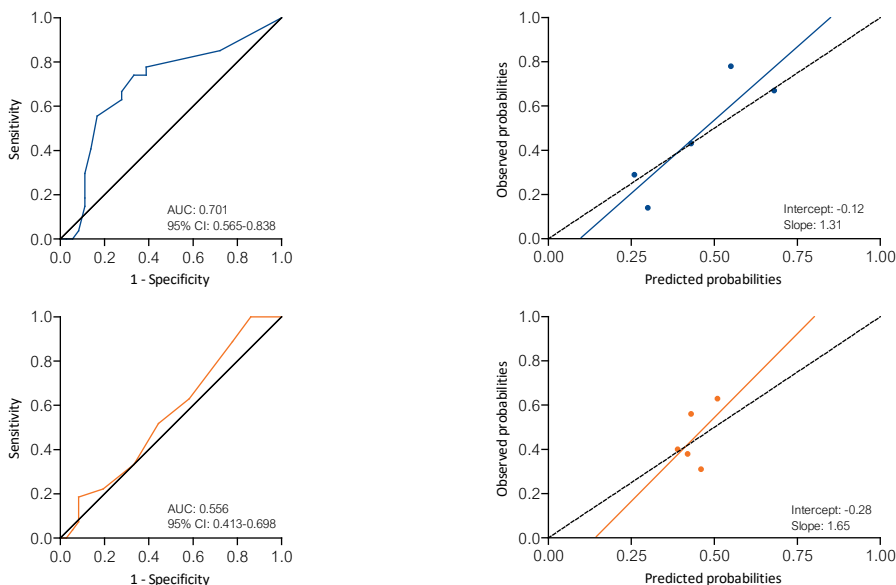 1.0
0.8
0.6
0.4
0.2
0.0
Sensitivity
AUC: 0.701
95% CI: 0.565-0.838
0.0 0.2 0.4 0.6 0.8 1.0
1 - Specificity
1.0
0.8
0.6
0.4
0.2
0.0
Observed probabilities
Intercept: -0.12
Slope: 1.31
0.00 0.25 0.50 0.75 1.00
Predicted probabilities
1.0
0.8
0.6
0.4
0.2
0.0
Sensitivity
AUC: 0.556
95% CI: 0.413-0.698
0.0 0.2 0.4 0.6 0.8 1.0
1 - Specificity
1.0
0.8
0.6
0.4
0.2
0.0
Observed probabilities
Intercept: -0.28
Slope: 1.65
0.00 0.25 0.50 0.75 1.00
Predicted probabilities